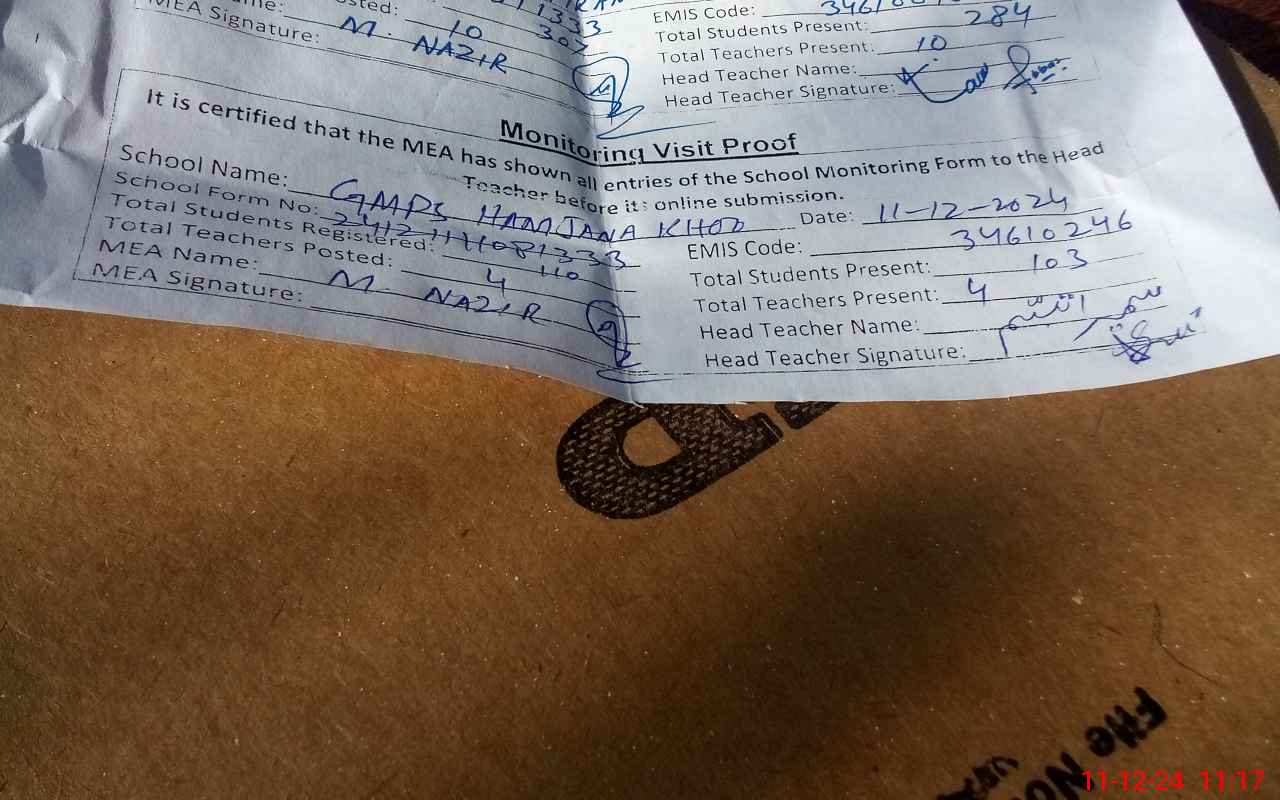 Posted: 10
MEA Signature: M. NAZIR
EMIS Code:
Total Students Present: 284
Total Teachers Present: 10
Head Teacher Name:
Head Teacher Signature:
Monitoring Visit Proof
It is certified that the MEA has shown all entries of the School Monitoring Form to the Head
Teacher before its online submission.
School Name: GMPS HAMJANA KHOD Date: 11-12-2024
School Form No: EMIS Code: 34610246
Total Students Registered: 110 Total Students Present: 103
Total Teachers Posted: 4 Total Teachers Present: 4
MEA Name: M. NAZIR Head Teacher Name:
MEA Signature: Head Teacher Signature:
File No
11-12-24 11:17